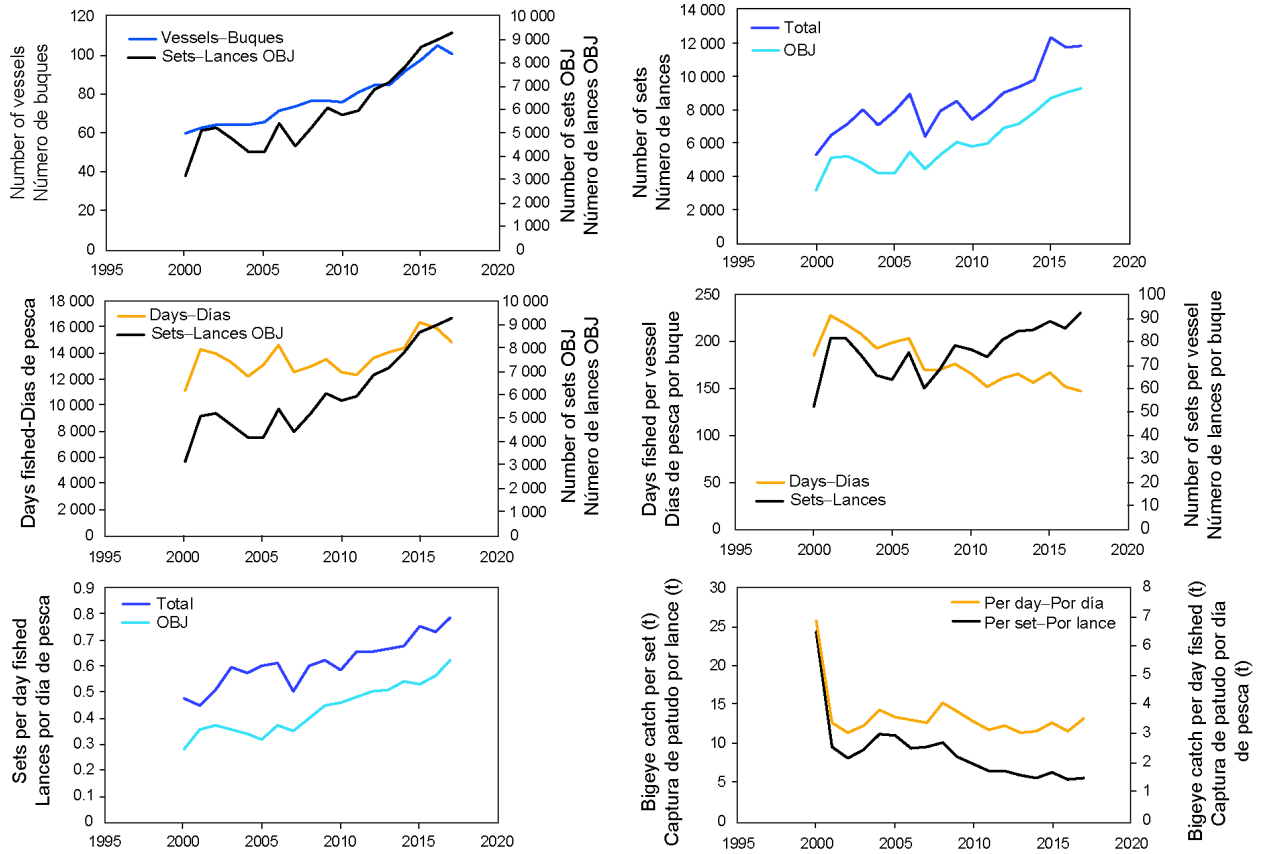 Number of vessels
Número de buques
120
100
80
60
40
20
0
Vessels–Buques
Sets–Lances OBJ
10 000
9 000
8 000
7 000
6 000
5 000
4 000
3 000
2 000
1 000
0
Number of sets OBJ
Número de lances OBJ
1995 2000 2005 2010 2015 2020
Number of sets
Número de lances
14 000
12 000
10 000
8 000
6 000
4 000
2 000
0
Total
OBJ
1995 2000 2005 2010 2015 2020
Days fished-Días de pesca
18 000
16 000
14 000
12 000
10 000
8 000
6 000
4 000
2 000
0
Days–Días
Sets–Lances OBJ
10 000
9 000
8 000
7 000
6 000
5 000
4 000
3 000
2 000
1 000
0
Number of sets OBJ
Número de lances OBJ
1995 2000 2005 2010 2015 2020
Days fished per vessel
Días de pesca por buque
250
200
150
100
50
0
Days–Días
Sets–Lances
100
90
80
70
60
50
40
30
20
10
0
Number of sets per vessel
Número de lances por buque
1995 2000 2005 2010 2015 2020
Sets per day fished
Lances por día de pesca
0.9
0.8
0.7
0.6
0.5
0.4
0.3
0.2
0.1
0
Total
OBJ
1995 2000 2005 2010 2015 2020
Bigeye catch per set (t)
Captura de patudo por lance (t)
30
25
20
15
10
5
0
Per day–Por día
Per set–Por lance
8
7
6
5
4
3
2
1
0
Bigeye catch per day fished (t)
Captura de patudo por día
de pesca (t)
1995 2000 2005 2010 2015 2020